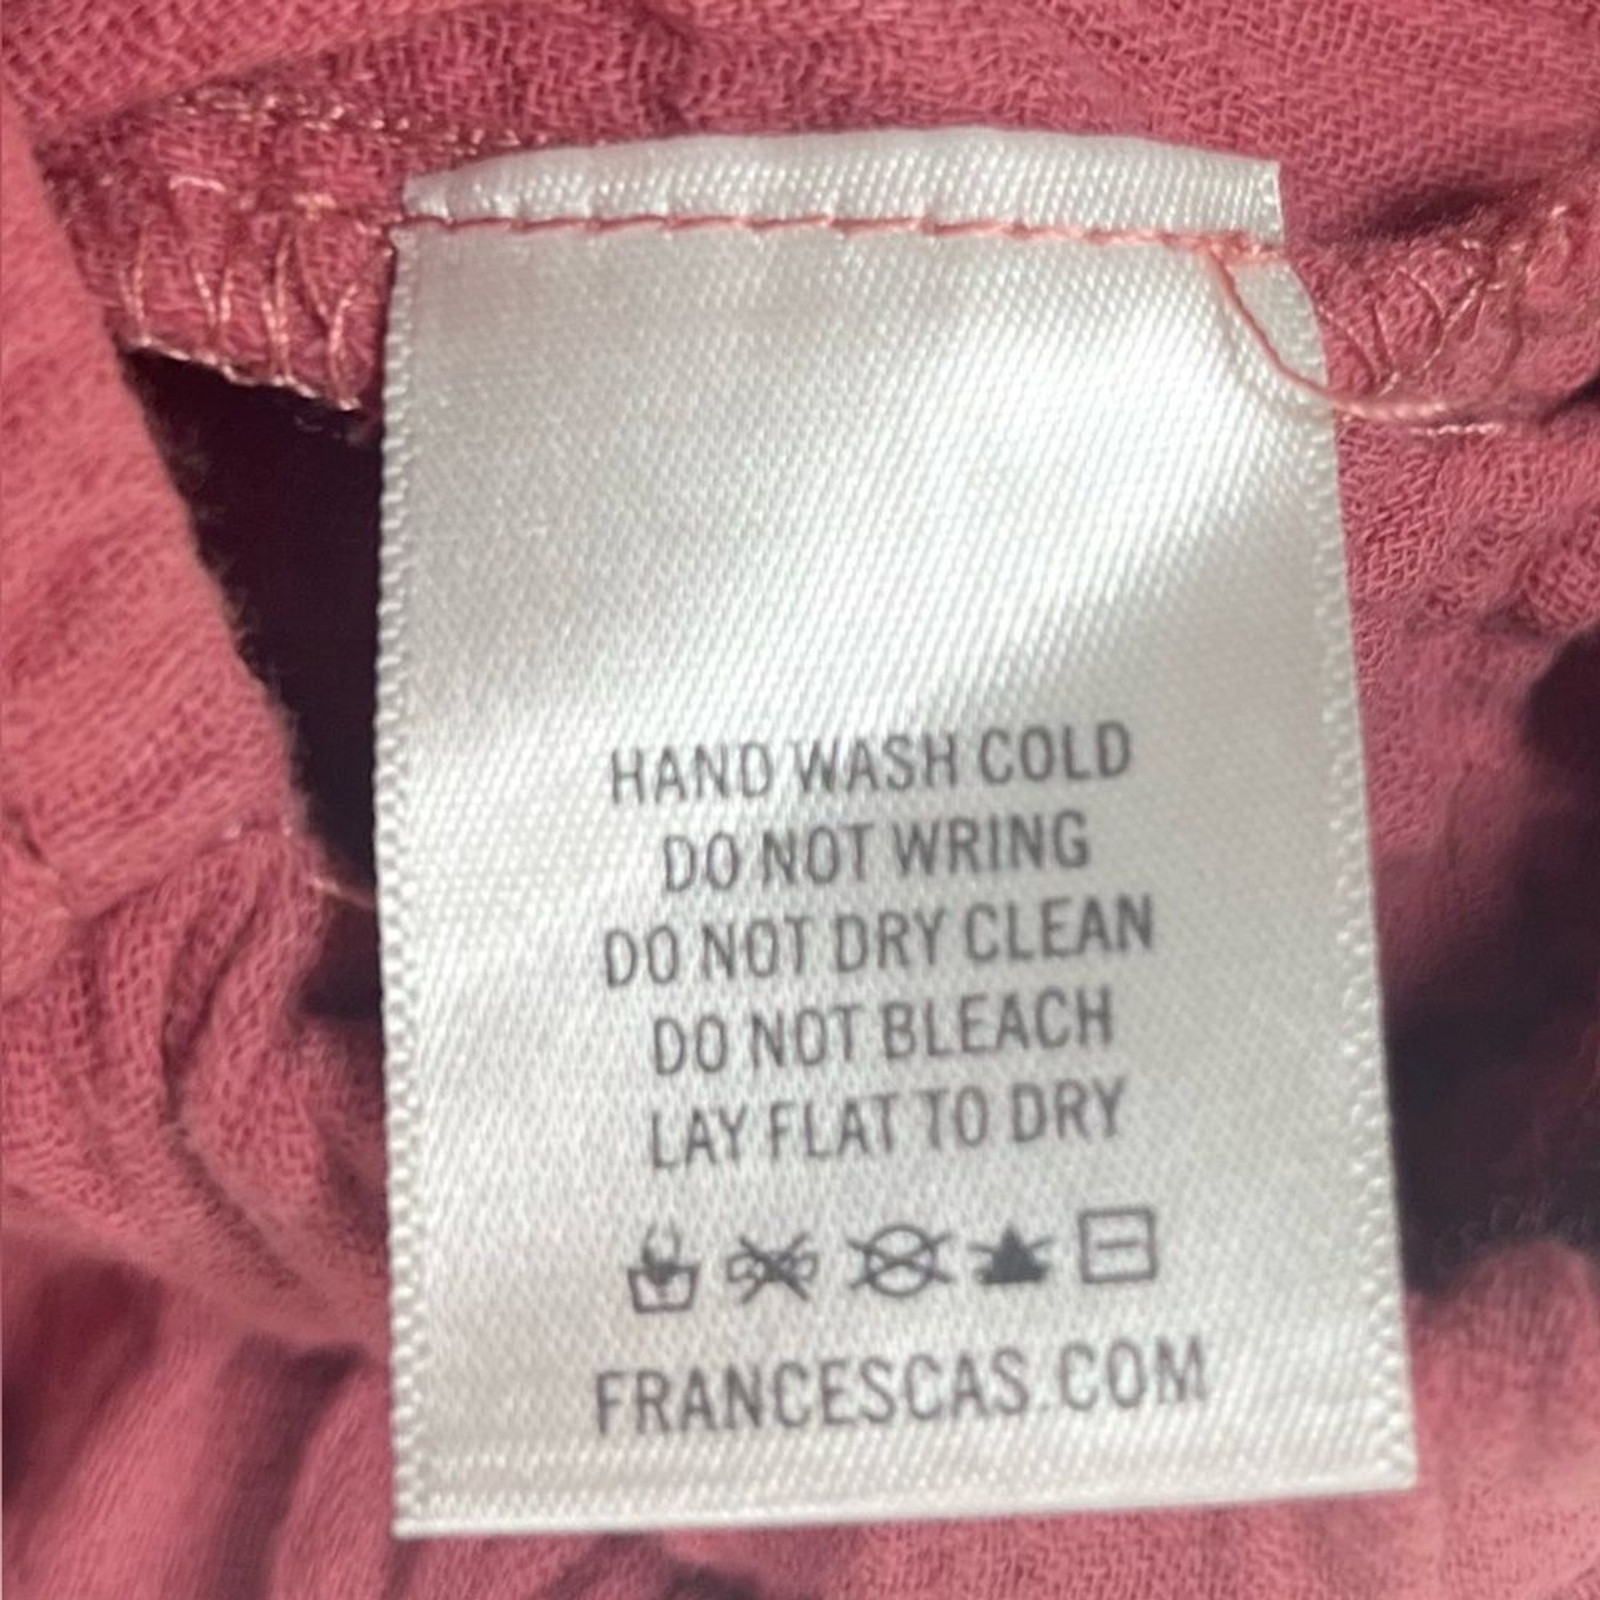 HAND WASH COLD
DO NOT WRING
DO NOT DRY CLEAN
DO NOT BLEACH
LAY FLAT TO DRY
FRANCESCAS.COM